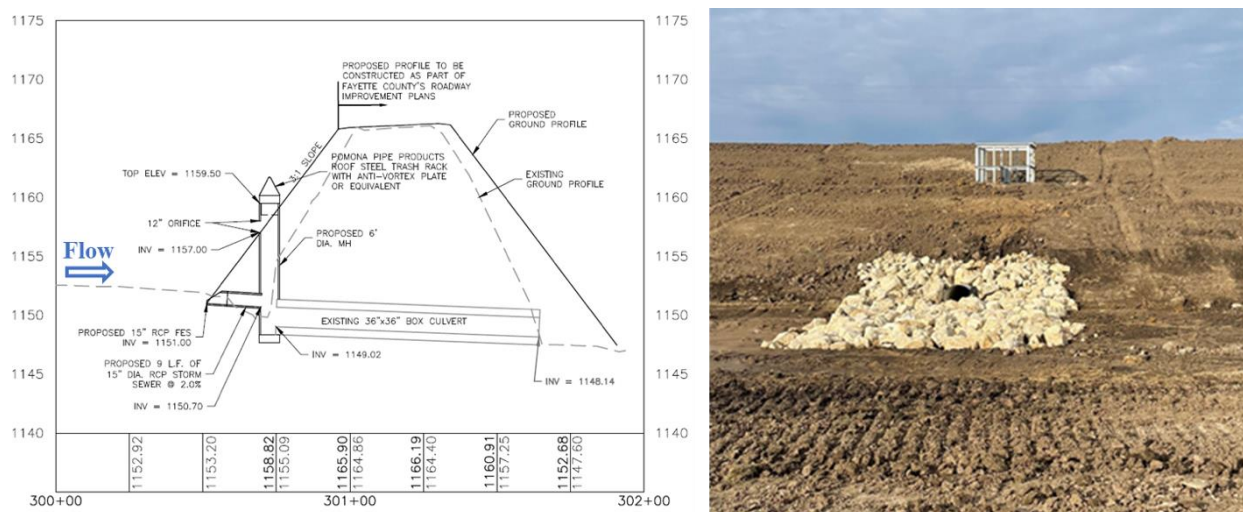 1175
1170
1165
1160
1155
1150
1145
1140
1175
1170
1165
1160
1155
1150
1145
1140
PROPOSED PROFILE TO BE
CONSTRUCTED AS PART OF
FAYETTE COUNTY'S ROADWAY
IMPROVEMENT PLANS
PROPOSED
GROUND PROFILE
3:1 SLOPE
POMONA PIPE PRODUCTS
ROOF STEEL TRASH RACK
WITH ANTI-VORTEX PLATE
OR EQUIVALENT
TOP ELEV = 1159.50
EXISTING
GROUND PROFILE
12" ORIFICE
INV = 1157.00
PROPOSED 6'
DIA. MH
Flow
EXISTING 36"x36" BOX CULVERT
PROPOSED 15" RCP FES
INV = 1151.00
INV = 1149.02
PROPOSED 9 L.F. OF
15" DIA. RCP STORM
SEWER @ 2.0%
INV = 1150.70
INV = 1148.14
1152.92
1153.20
1158.82
1155.09
1165.90
1164.86
1166.19
1164.40
1160.91
1157.25
1152.68
1147.60
300+00
301+00
302+00